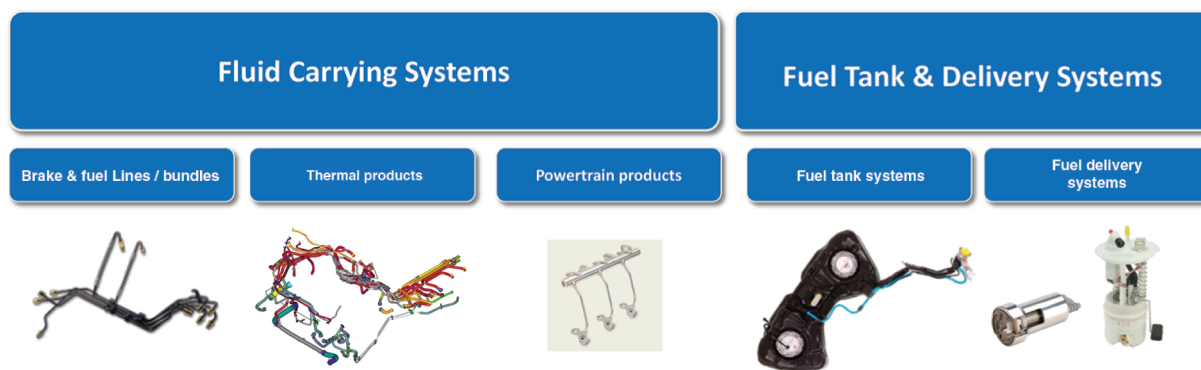 Fluid Carrying Systems
Fuel Tank & Delivery Systems
Brake & fuel Lines / bundles
Thermal products
Powertrain products
Fuel tank systems
Fuel delivery
systems